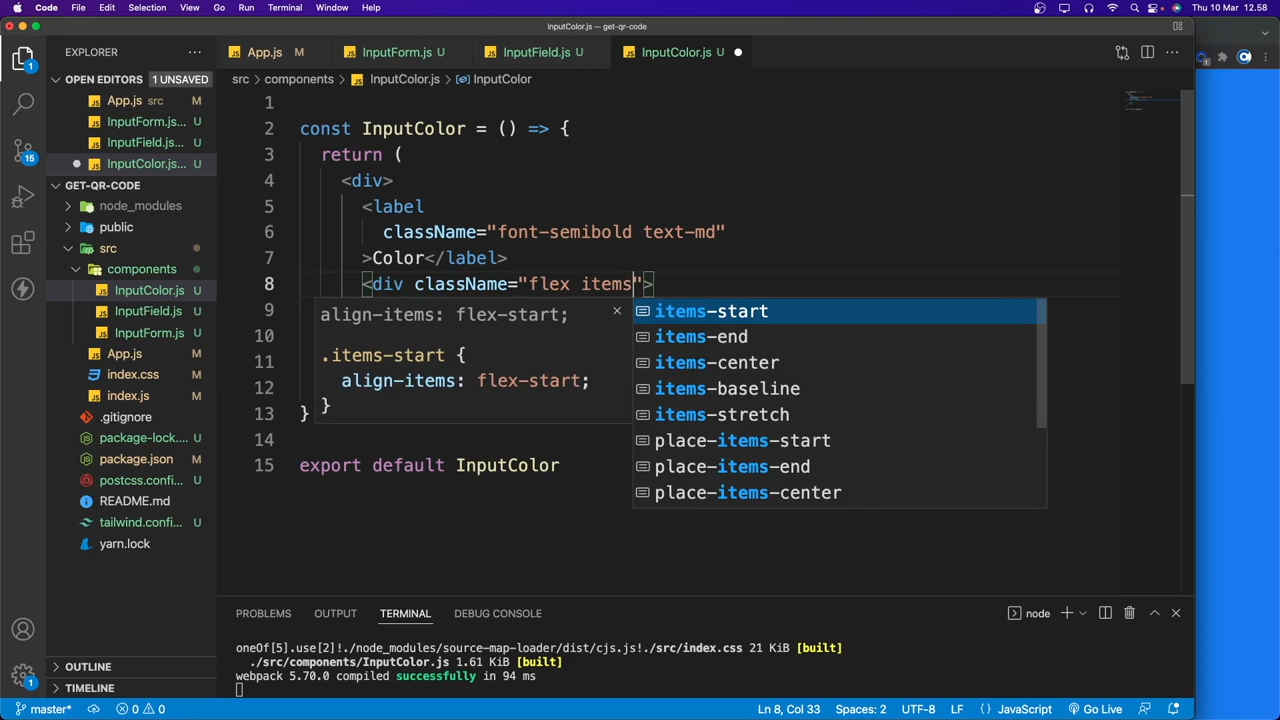 Code File Edit Selection View Go Run Terminal Window Help Thu 10 Mar 12.58
InputColor.js — get-qr-code
EXPLORER
App.js M InputForm.js U InputField.js U InputColor.js U
OPEN EDITORS 1 UNSAVED
src > components > InputColor.js > InputColor
App.js src M
InputForm.js... U
InputField.js... U
InputColor.js... U
GET-QR-CODE
node_modules
public
src
components
InputColor.js U
InputField.js U
InputForm.js U
App.js M
index.css M
index.js M
.gitignore
package-lock.... U
package.json M
postcss.confi... U
README.md
tailwind.confi... U
yarn.lock
OUTLINE
TIMELINE
1
15
1
1
2 const InputColor = () => {
3 return (
4 <div>
5 <label
6 className="font-semibold text-md"
7 >Color</label>
8 <div className="flex items">
9
10
11
12
13 }
14
15 export default InputColor
align-items: flex-start;
.items-start {
align-items: flex-start;
}
items-start
items-end
items-center
items-baseline
items-stretch
place-items-start
place-items-end
place-items-center
PROBLEMS OUTPUT TERMINAL DEBUG CONSOLE node
oneOf[5].use[2]!./node_modules/source-map-loader/dist/cjs.js!./src/index.css 21 KiB [built]
./src/components/InputColor.js 1.61 KiB [built]
webpack 5.70.0 compiled successfully in 94 ms
master* 0 0 Ln 8, Col 33 Spaces: 2 UTF-8 LF {} JavaScript Go Live